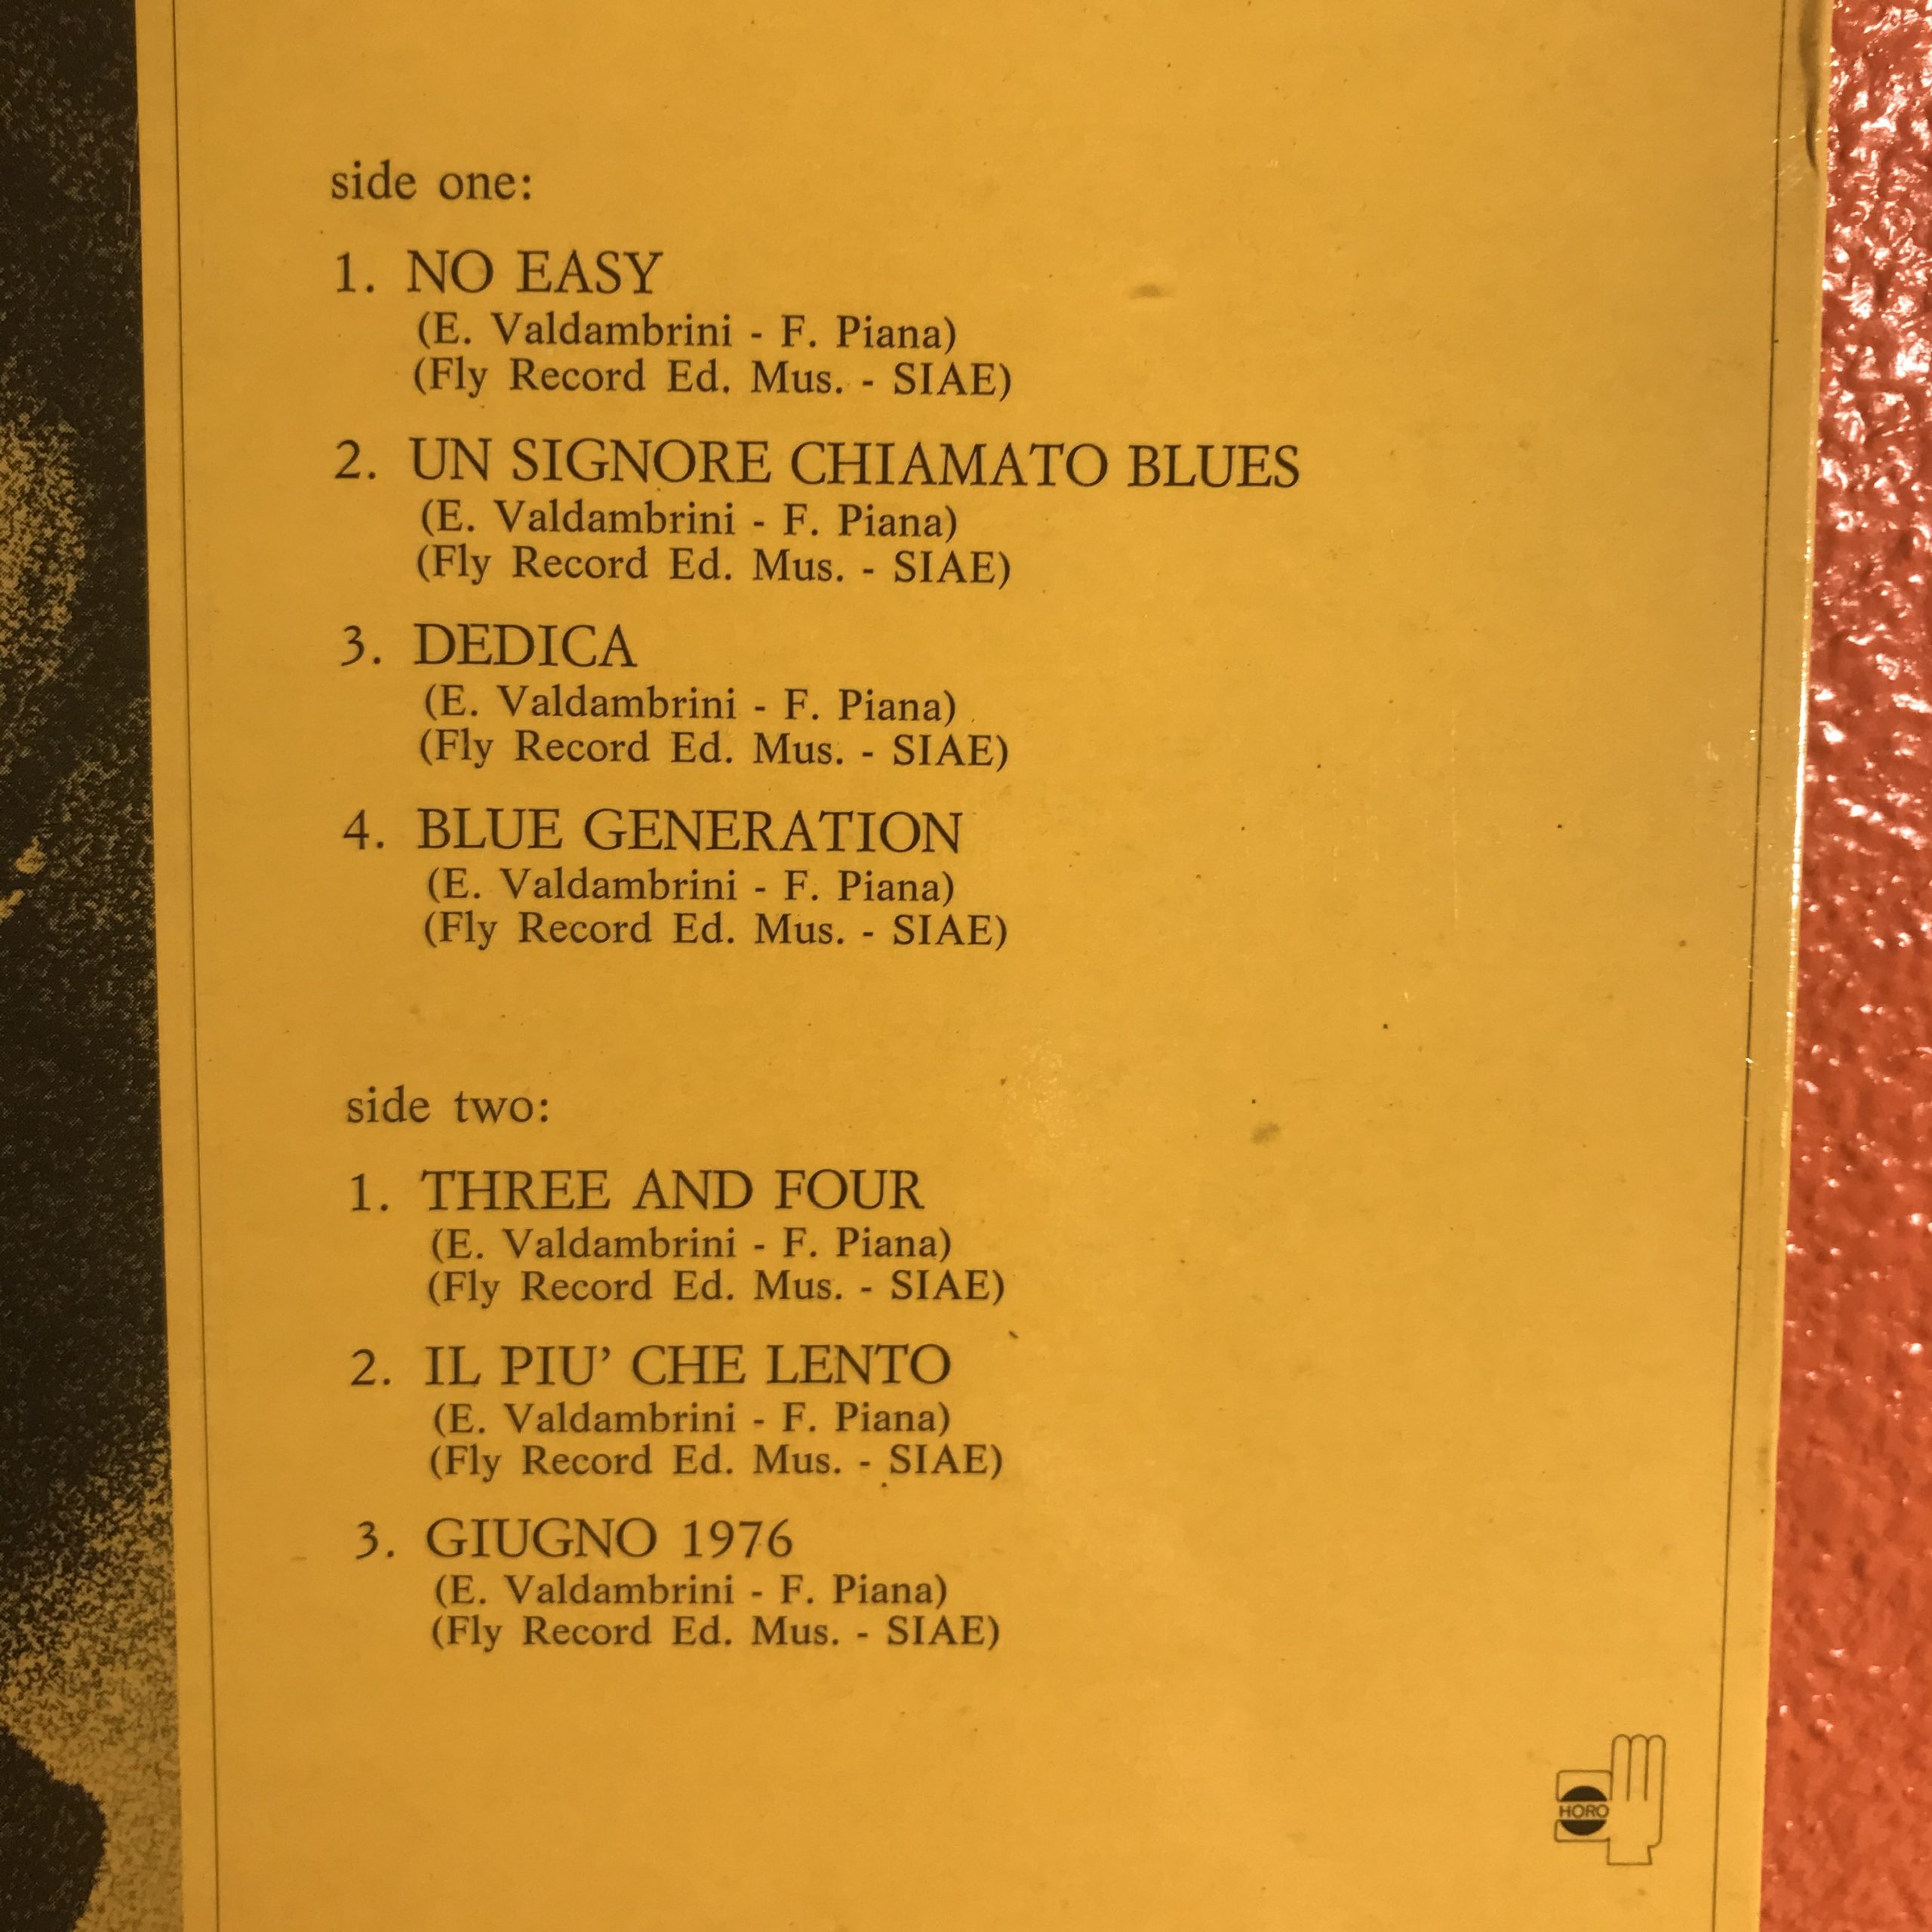 side one:
1. NO EASY
(E. Valdambrini - F. Piana)
(Fly Record Ed. Mus. - SIAE)
2. UN SIGNORE CHIAMATO BLUES
(E. Valdambrini - F. Piana)
(Fly Record Ed. Mus. - SIAE)
3. DEDICA
(E. Valdambrini - F. Piana)
(Fly Record Ed. Mus. - SIAE)
4. BLUE GENERATION
(E. Valdambrini - F. Piana)
(Fly Record Ed. Mus. - SIAE)
side two:
1. THREE AND FOUR
(E. Valdambrini - F. Piana)
(Fly Record Ed. Mus. - SIAE)
2. IL PIU’ CHE LENTO
(E. Valdambrini - F. Piana)
(Fly Record Ed. Mus. - SIAE)
3. GIUGNO 1976
(E. Valdambrini - F. Piana)
(Fly Record Ed. Mus. - SIAE)
HORO